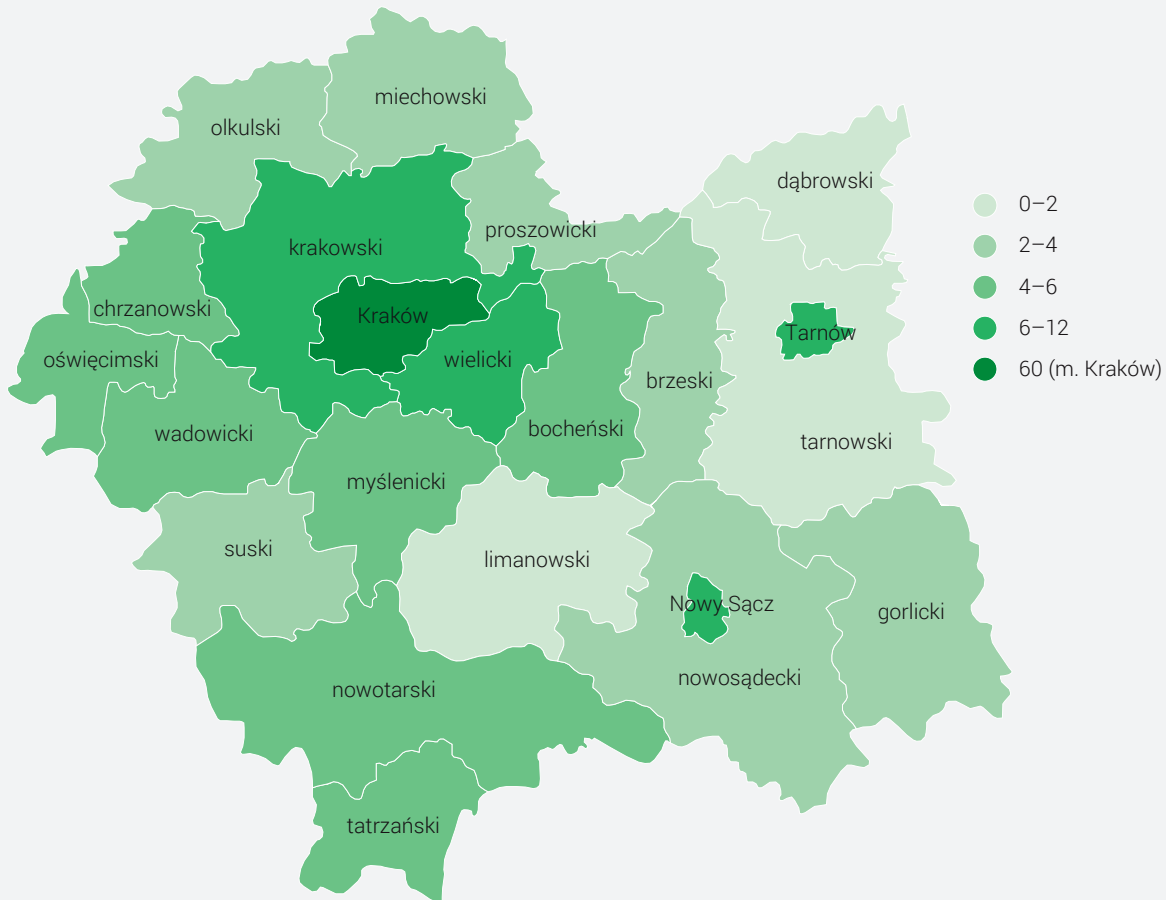 miechowski
olkulski
dąbrowski
0–2
proszowicki
krakowski
2–4
4–6
chrzanowski
Kraków
6–12
Tarnów
oświęcimski
wielicki
60 (m. Kraków)
brzeski
wadowicki
bocheński
tarnowski
myślenicki
suski
limanowski
Nowy Sącz
gorlicki
nowosądecki
nowotarski
tatrzański